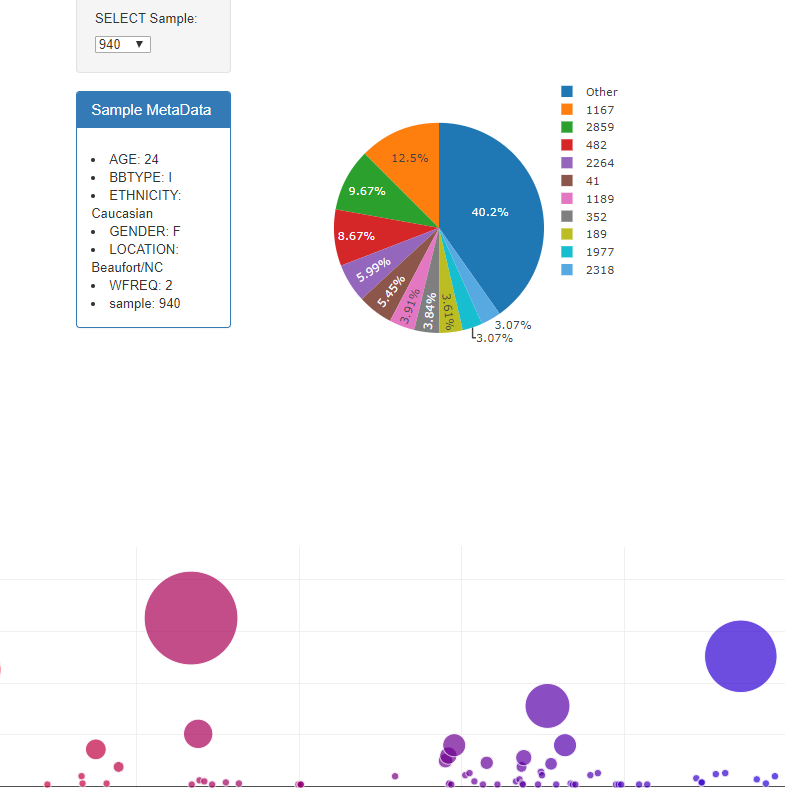 SELECT Sample:
940 ▼
Sample MetaData
• AGE: 24
• BBTYPE: I
• ETHNICITY:
Caucasian
• GENDER: F
• LOCATION:
Beaufort/NC
• WFREQ: 2
• sample: 940
40.2%
12.5%
9.67%
8.67%
5.99%
5.45%
3.91%
3.84%
3.61%
3.07%
3.07%
Other
1167
2859
482
2264
41
1189
352
189
1977
2318